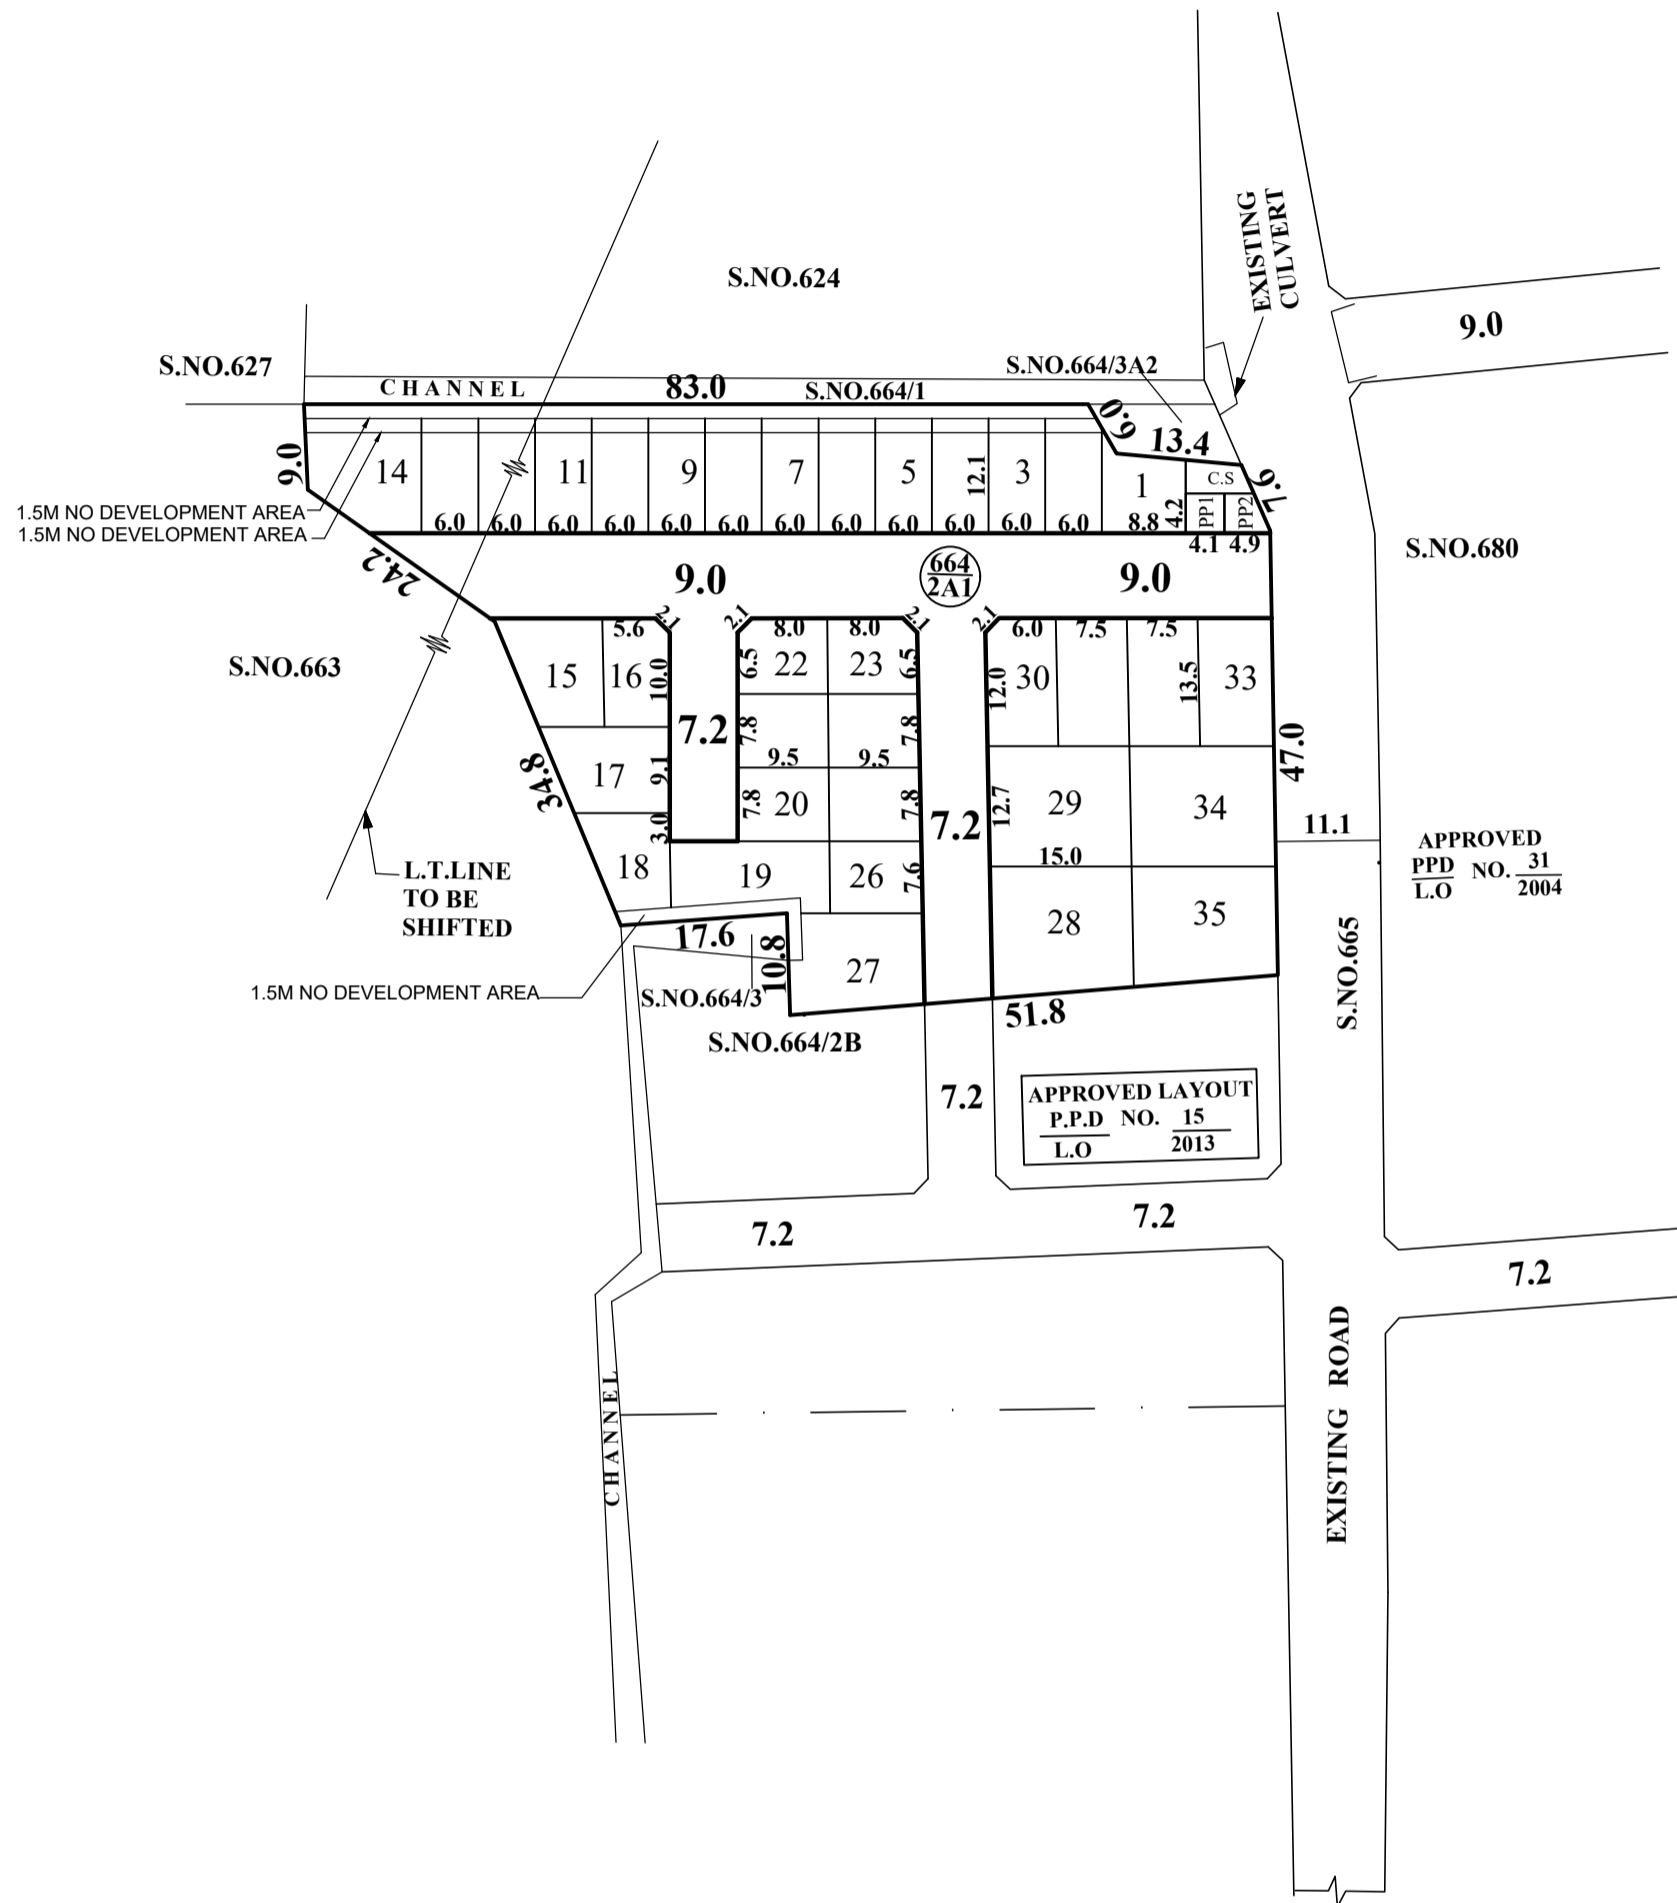 EXISTING
CULVERT
S.NO.624
9.0
S.NO.627
S.NO.664/3A2
CHANNEL
83.0
S.NO.664/1
6.0
13.4
7.6
9.0
14
11
9
7
5
12.1
3
1
4.2
C.S
PP1
PP2
1.5M NO DEVELOPMENT AREA
1.5M NO DEVELOPMENT AREA
6.0 6.0 6.0 6.0 6.0 6.0 6.0 6.0 6.0 6.0 6.0 6.0 8.8
4.1 4.9
S.NO.680
24.2
9.0
664
2A1
9.0
2.1
2.1
2.1
2.1
5.6
8.0
8.0
6.0
7.5
7.5
S.NO.663
15
16
10.0
6.5
22
23
6.5
12.0
30
13.5
33
7.2
7.8
7.8
47.0
34.8
17
9.1
9.5
9.5
7.8
20
7.8
12.7
29
34
3.0
7.2
11.1
APPROVED
PPD
L.O
NO.
31
2004
L.T.LINE
TO BE
SHIFTED
18
19
26
7.6
15.0
28
35
17.6
10.8
27
S.NO.665
1.5M NO DEVELOPMENT AREA
S.NO.664/3
51.8
S.NO.664/2B
7.2
APPROVED LAYOUT
P.P.D
L.O
NO.
15
2013
7.2
7.2
7.2
CHANNEL
EXISTING ROAD